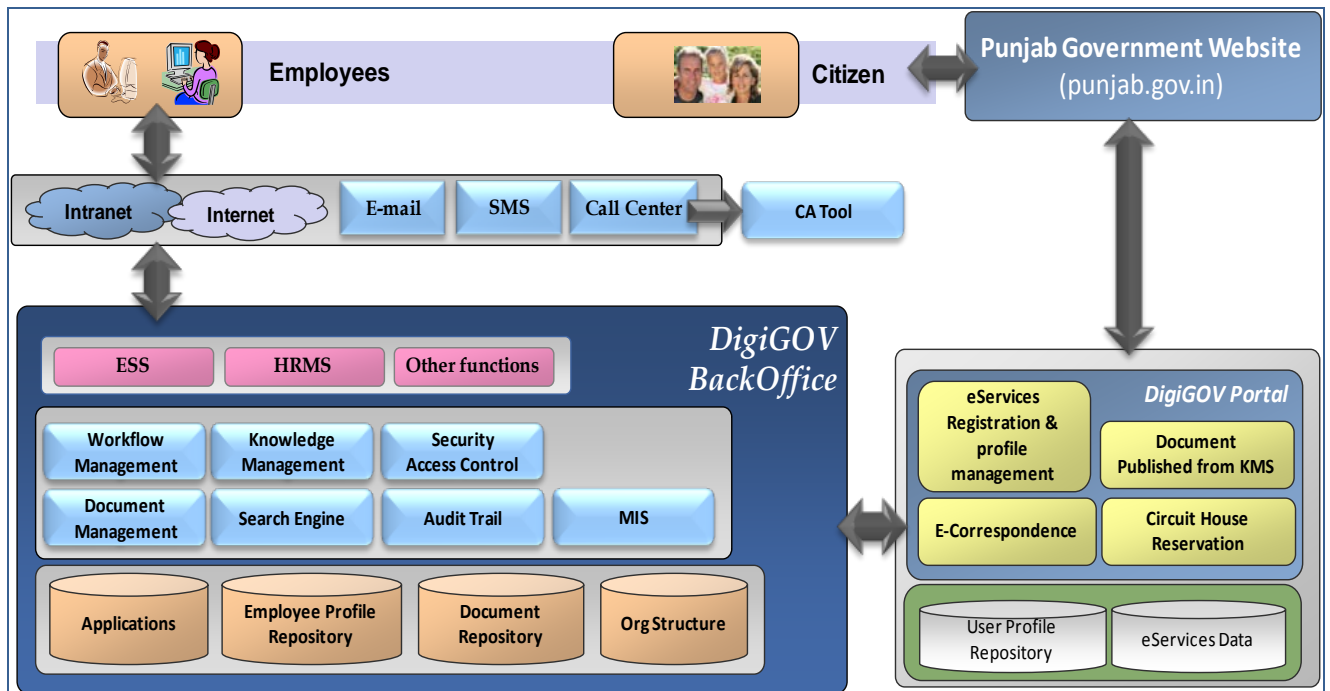 Employees
Citizen
Punjab Government Website
(punjab.gov.in)
Intranet
Internet
E-mail
SMS
Call Center
CA Tool
DigiGOV
BackOffice
ESS
HRMS
Other functions
Workflow
Management
Knowledge
Management
Security
Access Control
Document
Management
Search Engine
Audit Trail
MIS
Applications
Employee Profile
Repository
Document
Repository
Org Structure
DigiGOV Portal
eServices
Registration &
profile
management
Document
Published from KMS
E-Correspondence
Circuit House
Reservation
User Profile
Repository
eServices Data